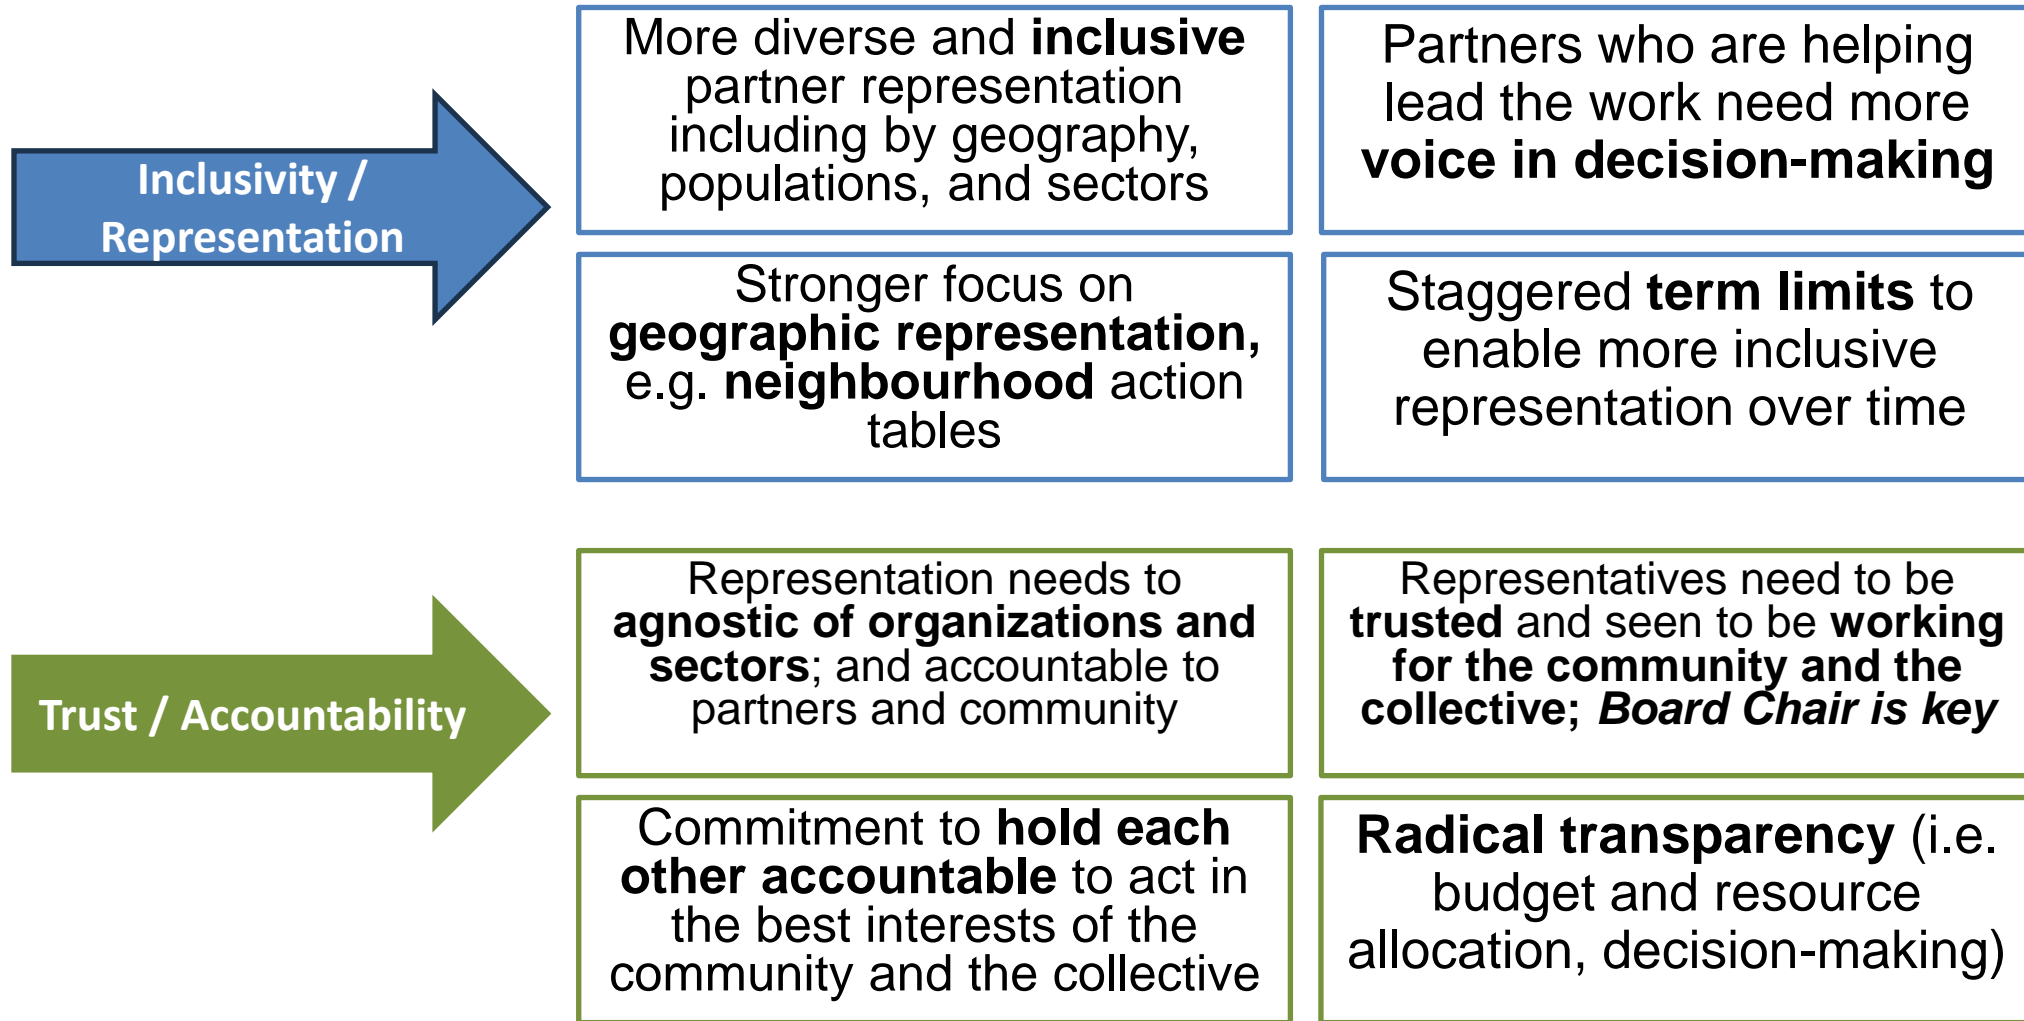 Inclusivity /
Representation
More diverse and inclusive
partner representation
including by geography,
populations, and sectors
Partners who are helping
lead the work need more
voice in decision-making
Stronger focus on
geographic representation,
e.g. neighbourhood action
tables
Staggered term limits to
enable more inclusive
representation over time
Trust / Accountability
Representation needs to
agnostic of organizations and
sectors; and accountable to
partners and community
Representatives need to be
trusted and seen to be working
for the community and the
collective; Board Chair is key
Commitment to hold each
other accountable to act in
the best interests of the
community and the collective
Radical transparency (i.e.
budget and resource
allocation, decision-making)